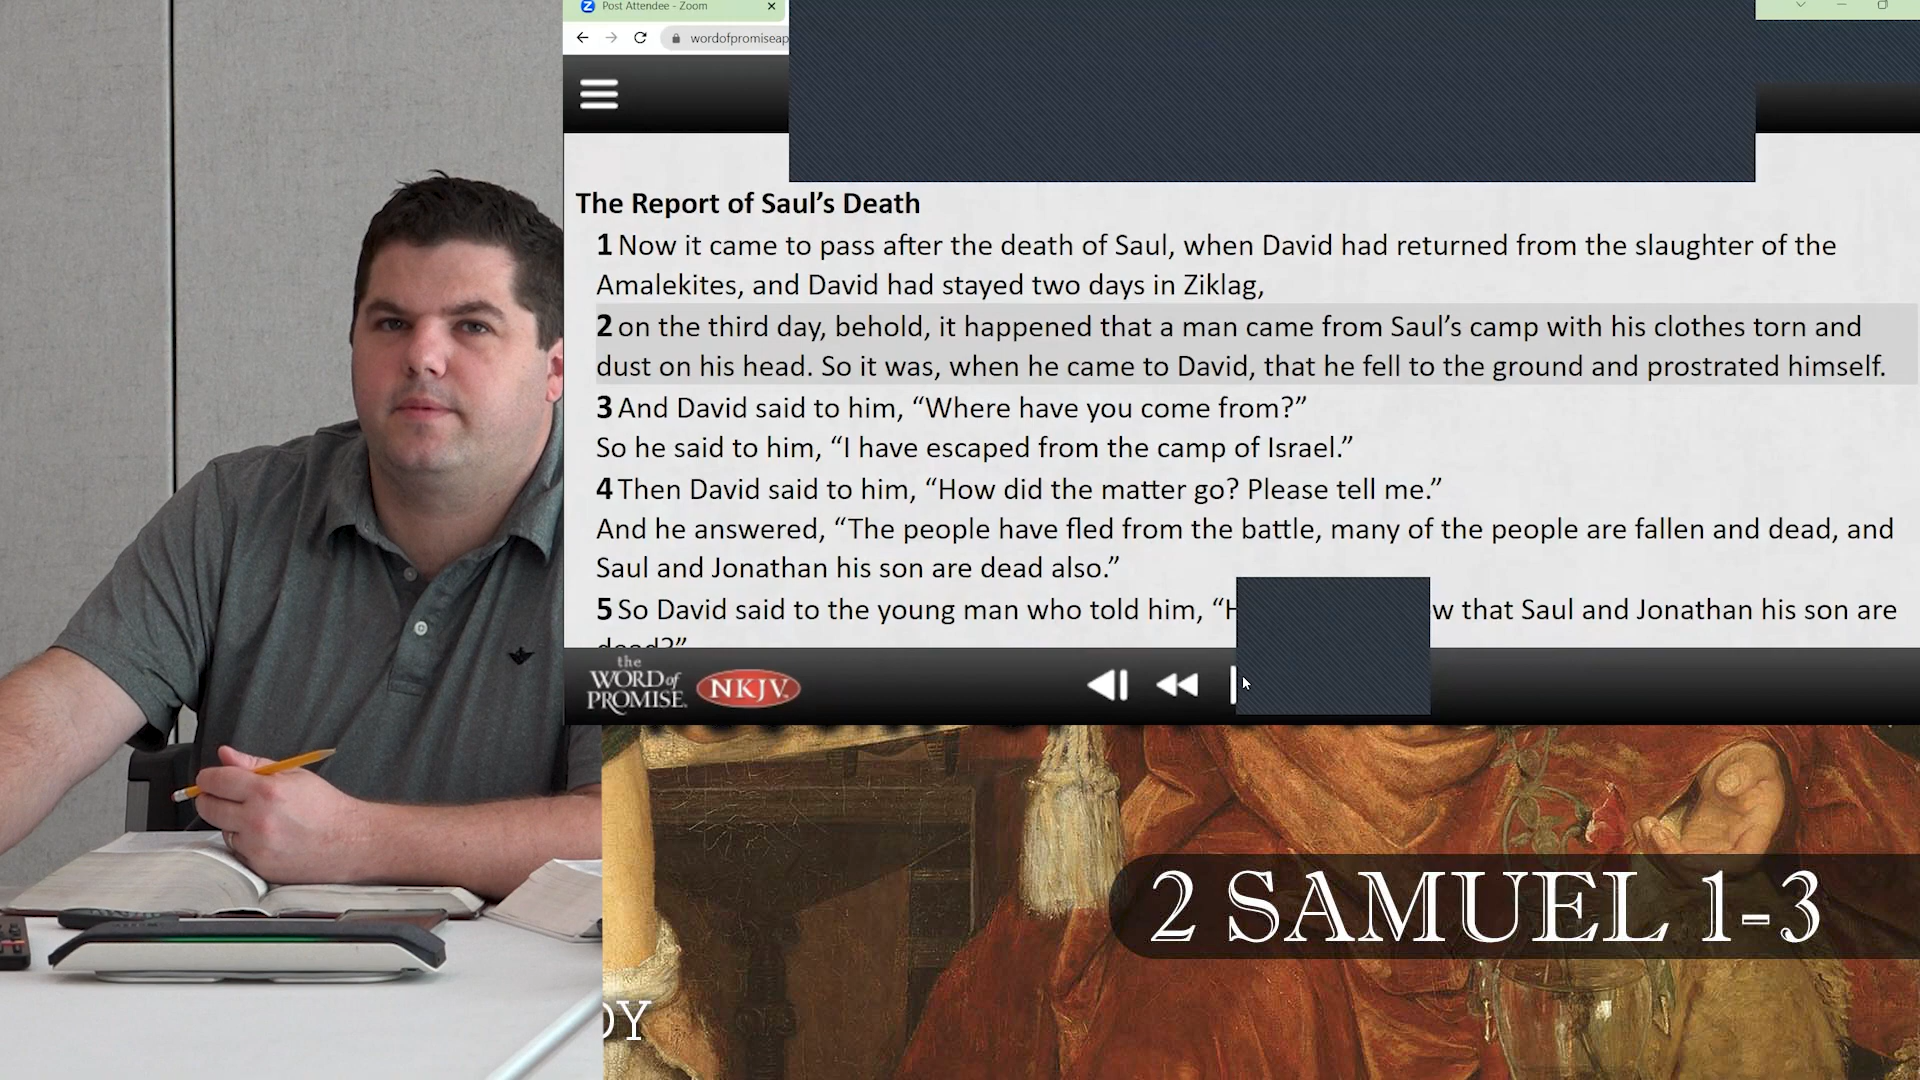 Post Attendee - Zoom
wordofpromiseap
The Report of Saul’s Death
1 Now it came to pass after the death of Saul, when David had returned from the slaughter of the
Amalekites, and David had stayed two days in Ziklag,
2 on the third day, behold, it happened that a man came from Saul’s camp with his clothes torn and
dust on his head. So it was, when he came to David, that he fell to the ground and prostrated himself.
3 And David said to him, “Where have you come from?”
So he said to him, “I have escaped from the camp of Israel.”
4 Then David said to him, “How did the matter go? Please tell me.”
And he answered, “The people have fled from the battle, many of the people are fallen and dead, and
Saul and Jonathan his son are dead also.”
5 So David said to the young man who told him, “H w that Saul and Jonathan his son are
dead?”
the
WORD of
PROMISE
NKJV
2 SAMUEL 1-3
DY